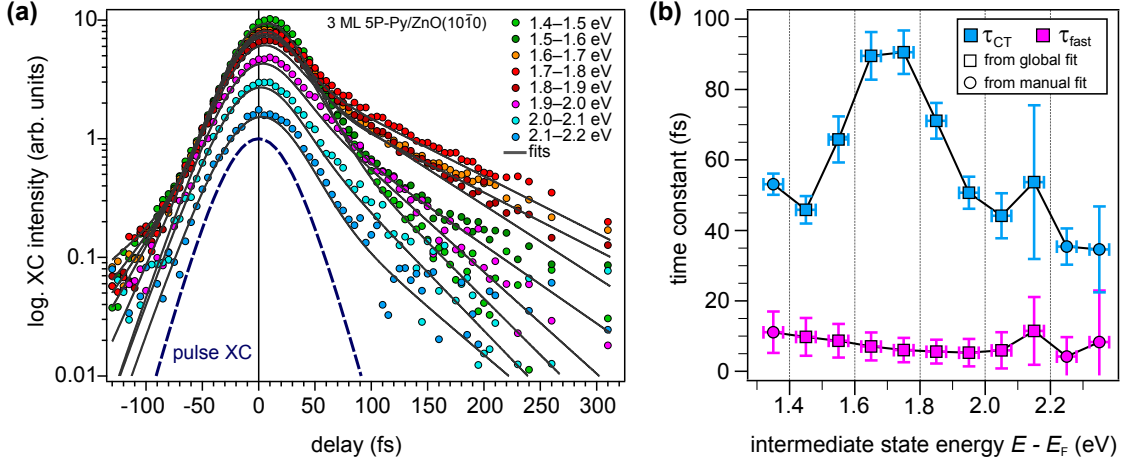 (a)
log. XC intensity (arb. units)
10
1
0.1
0.01
3 ML 5P-Py/ZnO(101̄0)
1.4–1.5 eV
1.5–1.6 eV
1.6–1.7 eV
1.7–1.8 eV
1.8–1.9 eV
1.9–2.0 eV
2.0–2.1 eV
2.1–2.2 eV
fits
pulse XC
-100 -50 0 50 100 150 200 250 300
delay (fs)
(b)
time constant (fs)
100
80
60
40
20
0
τCT τfast
from global fit
from manual fit
1.4 1.6 1.8 2.0 2.2
intermediate state energy E - EF (eV)